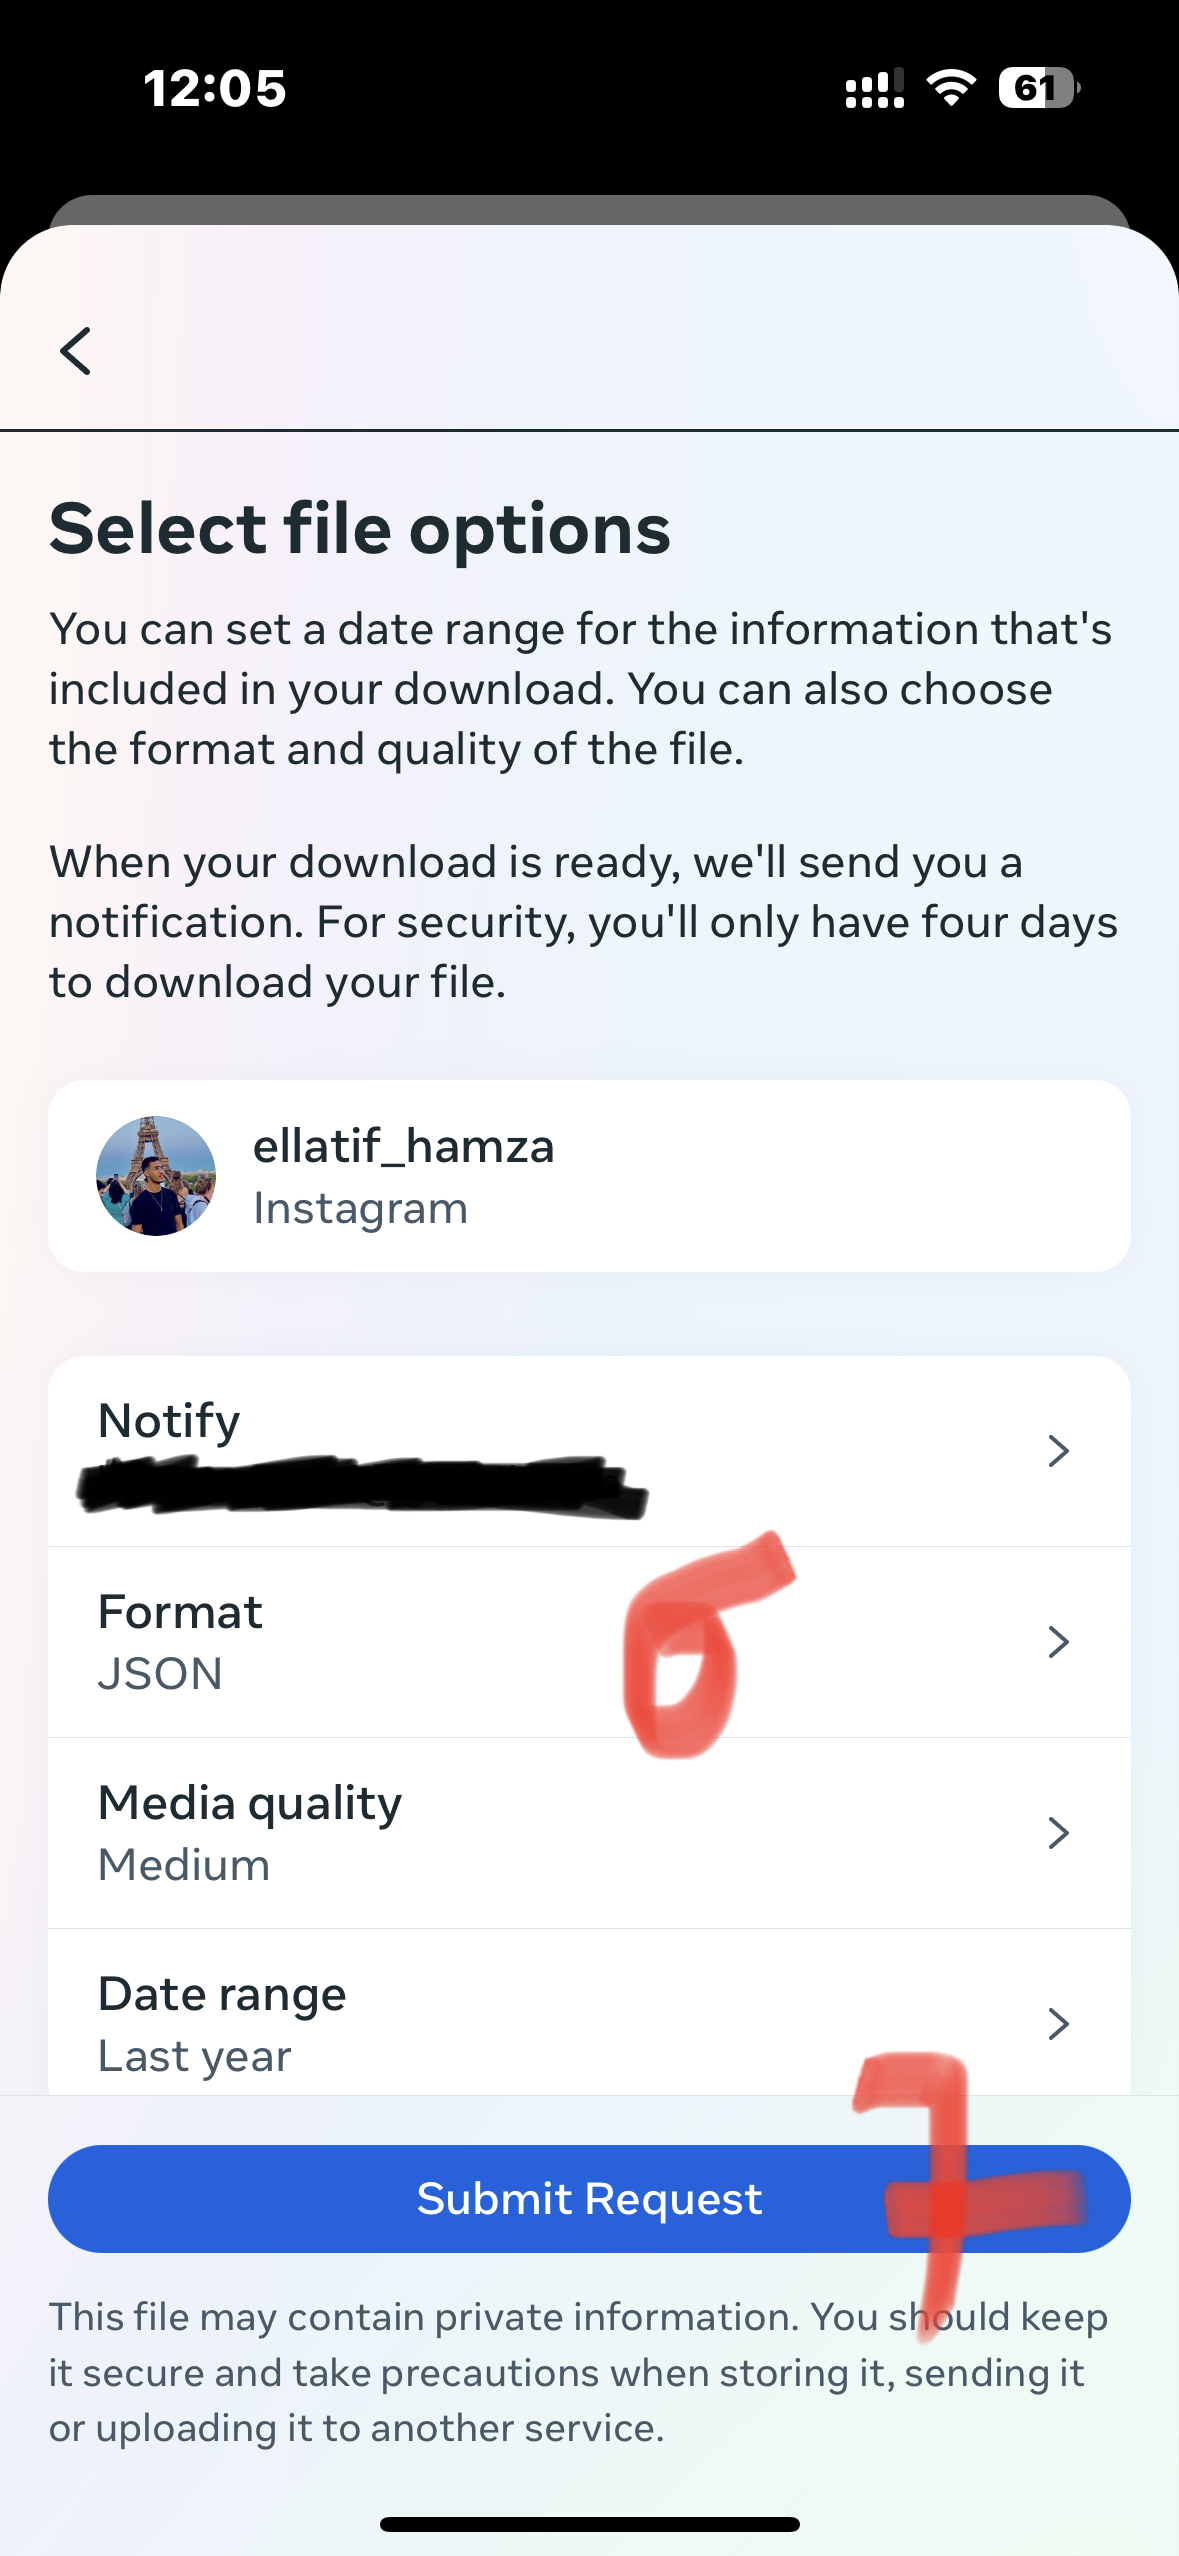 12:05
61
Select file options
You can set a date range for the information that's
included in your download. You can also choose
the format and quality of the file.
When your download is ready, we'll send you a
notification. For security, you'll only have four days
to download your file.
ellatif_hamza
Instagram
Notify
Format
JSON
6
Media quality
Medium
Date range
Last year
7
Submit Request
This file may contain private information. You should keep
it secure and take precautions when storing it, sending it
or uploading it to another service.